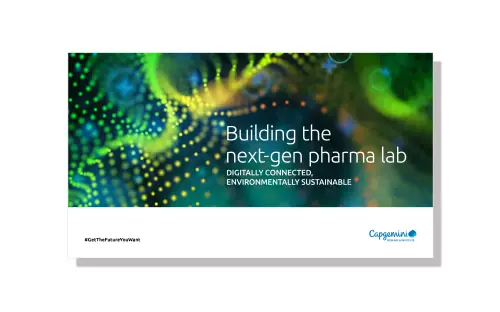 Building the
next-gen pharma lab
DIGITALLY CONNECTED,
ENVIRONMENTALLY SUSTAINABLE
#GetTheFutureYouWant
Capgemini